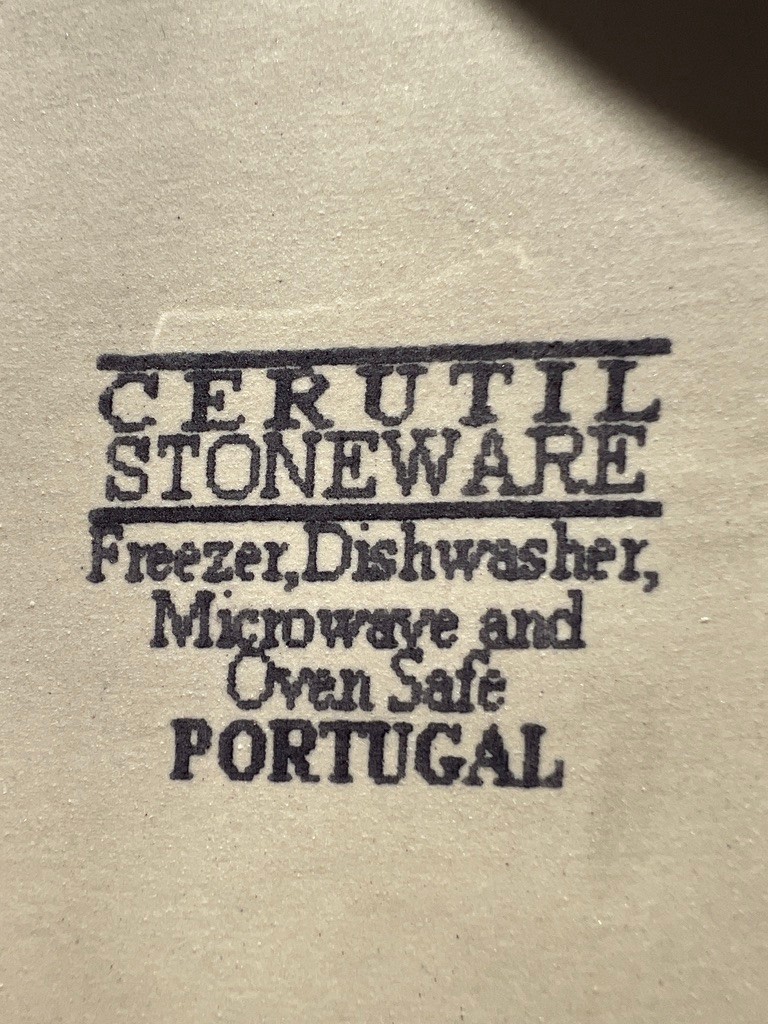 CERUTIL
STONEWARE
Freezer,Dishwasher,
Microwave and
Oven Safe
PORTUGAL